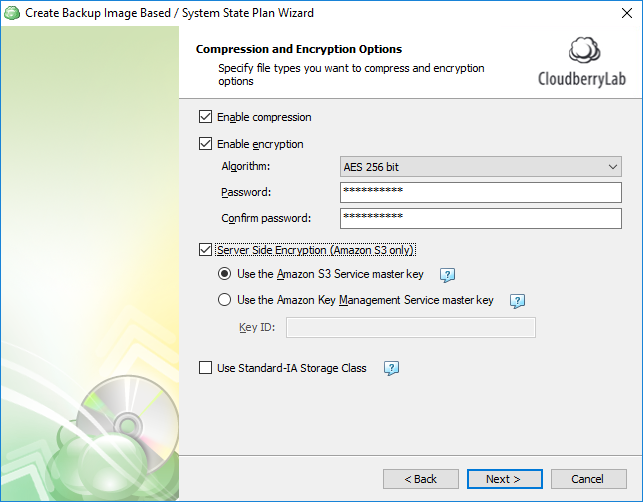 Create Backup Image Based / System State Plan Wizard
Compression and Encryption Options
Specify file types you want to compress and encryption
options
CloudberryLab
Enable compression
Enable encryption
Algorithm:
AES 256 bit
Password:
**********
Confirm password:
**********
Server Side Encryption (Amazon S3 only)
Use the Amazon S3 Service master key
?
Use the Amazon Key Management Service master key
?
Key ID:
Use Standard-IA Storage Class
?
< Back
Next >
Cancel